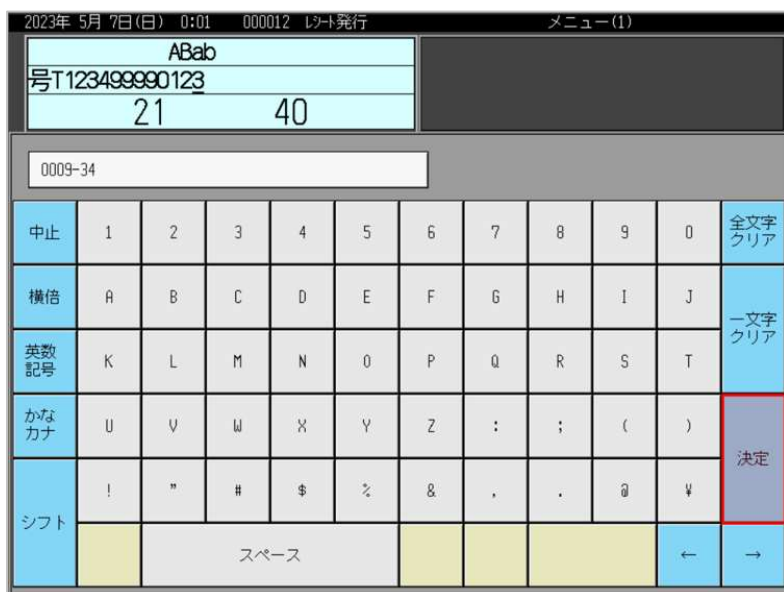 2023年 5月 7日(日) 0:01 000012 レシート発行 メニュー(1)
ABab
号T123499990123
21 40
0009-34
中止 1 2 3 4 5 6 7 8 9 0 全文字クリア
横倍 A B C D E F G H I J 一文字クリア
英数記号 K L M N O P Q R S T
かなカナ U V W X Y Z : ; ( ) 決定
シフト ! " # $ % & , . @ ¥
スペース ← →